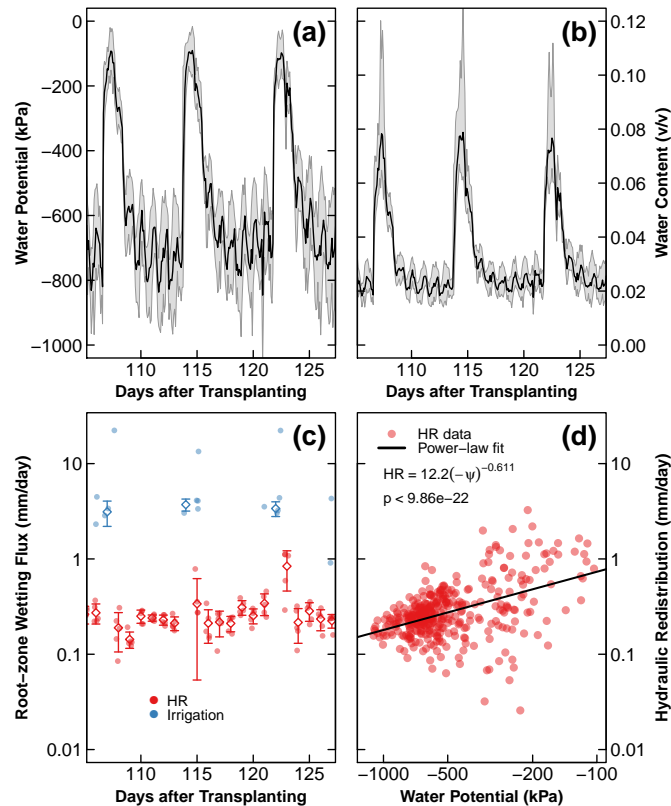 (a)
Water Potential (kPa)
0
−200
−400
−600
−800
−1000
110
115
120
125
Days after Transplanting
(b)
Water Content (v/v)
0.12
0.10
0.08
0.06
0.04
0.02
0.00
110
115
120
125
Days after Transplanting
(c)
Root−zone Wetting Flux (mm/day)
10
1
0.1
0.01
HR
Irrigation
110
115
120
125
Days after Transplanting
(d)
HR data
Power−law fit
HR = 12.2(−ψ)^−0.611
p < 9.86e−22
Hydraulic Redistribution (mm/day)
10
1
0.1
0.01
−1000
−500
−200
−100
Water Potential (kPa)